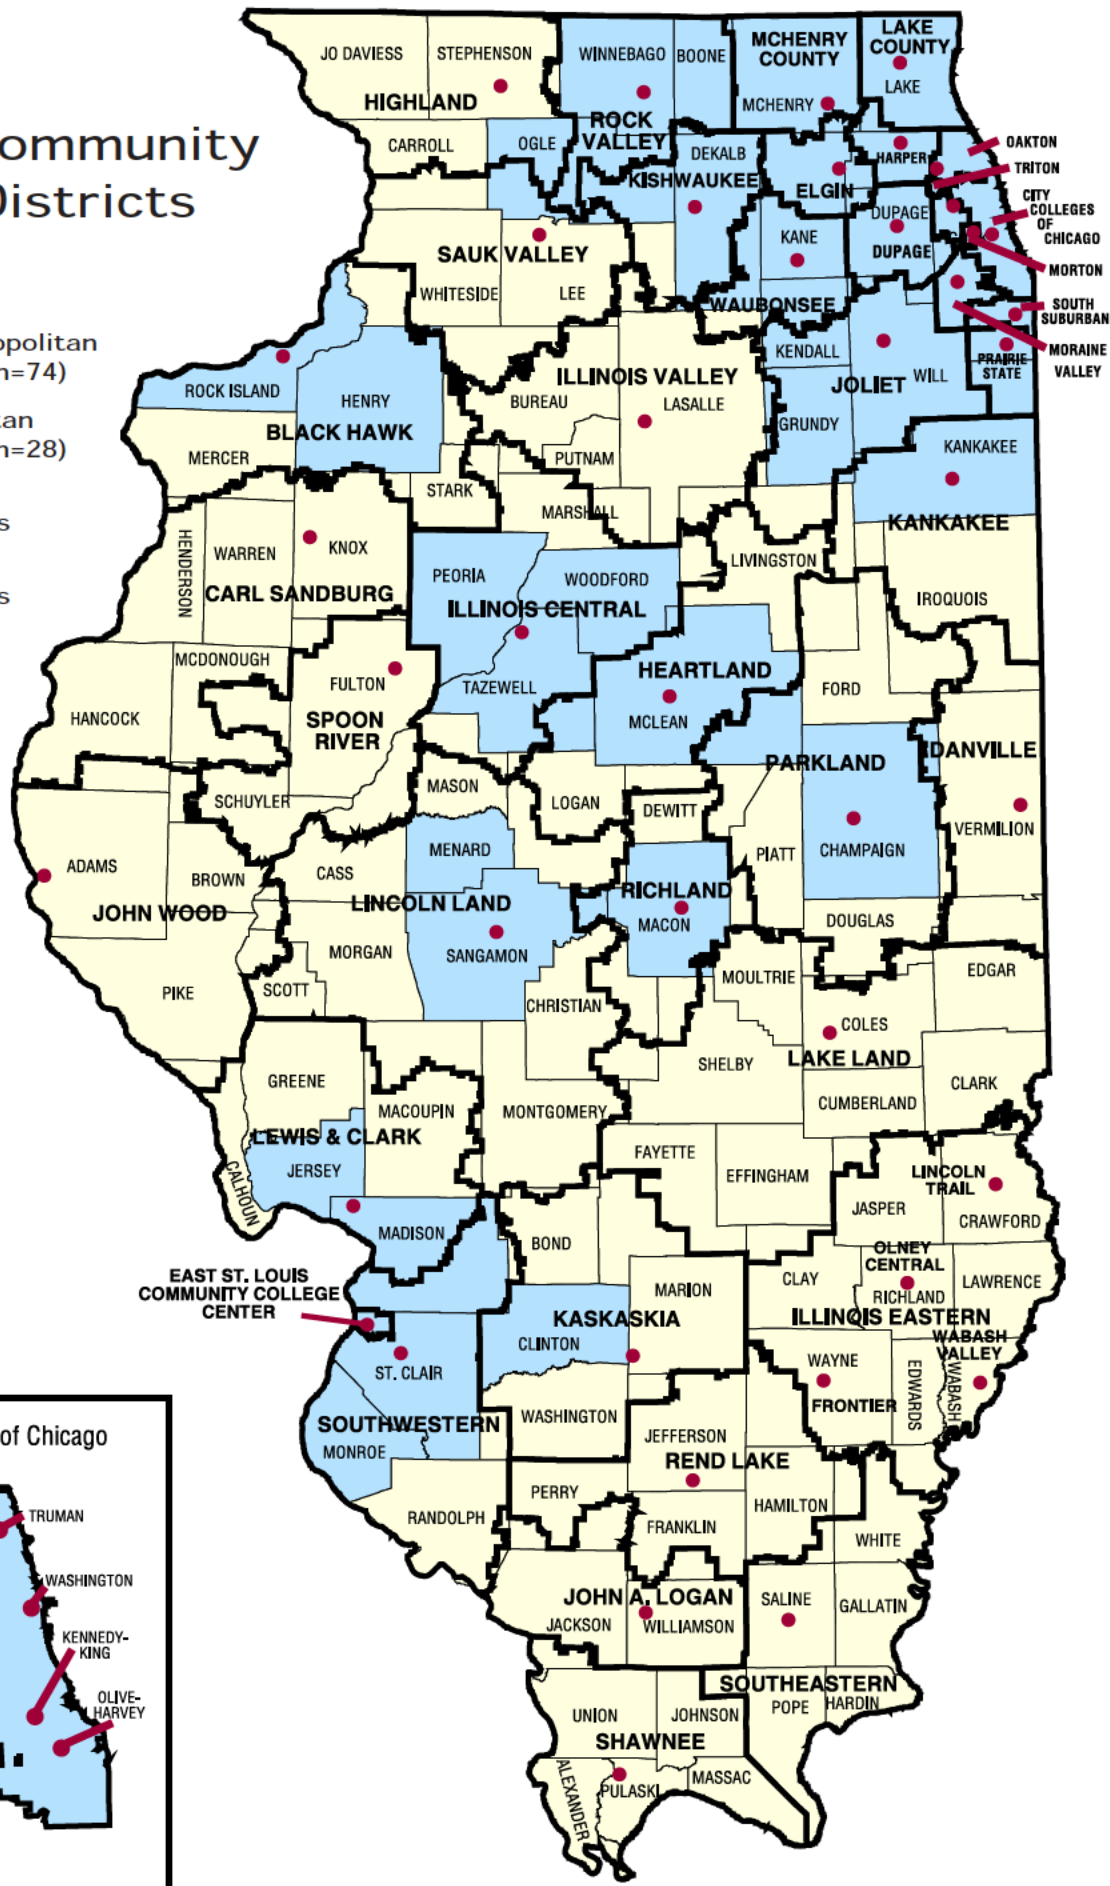 ommunity
Districts
opolitan
n=74)
tan
n=28)
s
s
JO DAVIESS
STEPHENSON
HIGHLAND
CARROLL
WINNEBAGO
BOONE
ROCK
VALLEY
OGLE
MCHENRY
COUNTY
MCHENRY
LAKE
COUNTY
LAKE
DEKALB
KISHWAUKEE
ELGIN
HARPER
OAKTON
TRITON
CITY
COLLEGES
OF
CHICAGO
MORTON
SOUTH
SUBURBAN
MORAINE
VALLEY
PRAIRIE
STATE
DUPAGE
DUPAGE
KANE
WAUBONSEE
C
SAUK VALLEY
WHITESIDE
LEE
ROCK ISLAND
HENRY
BLACK HAWK
MERCER
ILLINOIS VALLEY
BUREAU
LASALLE
PUTNAM
STARK
MARSHALL
KENDALL
JOLIET
WILL
GRUNDY
KANKAKEE
KANKAKEE
HENDERSON
WARREN
KNOX
CARL SANDBURG
PEORIA
WOODFORD
ILLINOIS CENTRAL
TAZEWELL
LIVINGSTON
IROQUOIS
MCDONOUGH
HANCOCK
FULTON
SPOON
RIVER
SCHUYLER
HEARTLAND
MCLEAN
FORD
PARKLAND
DANVILLE
VERMILION
CHAMPAIGN
MASON
LOGAN
DEWITT
PIATT
ADAMS
BROWN
JOHN WOOD
PIKE
CASS
MENARD
LINCOLN LAND
MORGAN
SANGAMON
SCOTT
CHRISTIAN
RICHLAND
MACON
DOUGLAS
MOULTRIE
EDGAR
COLES
LAKE LAND
SHELBY
CLARK
CUMBERLAND
GREENE
MACOUPIN
MONTGOMERY
LEWIS & CLARK
JERSEY
CALHOUN
MADISON
FAYETTE
EFFINGHAM
LINCOLN
TRAIL
JASPER
CRAWFORD
BOND
EAST ST. LOUIS
COMMUNITY COLLEGE
CENTER
MARION
KASKASKIA
CLINTON
CLAY
OLNEY
CENTRAL
RICHLAND
LAWRENCE
ILLINOIS EASTERN
WABASH
VALLEY
WAYNE
EDWARDS
WABASH
FRONTIER
ST. CLAIR
SOUTHWESTERN
MONROE
WASHINGTON
JEFFERSON
REND LAKE
RANDOLPH
PERRY
FRANKLIN
HAMILTON
WHITE
JOHN A. LOGAN
JACKSON
WILLIAMSON
SALINE
GALLATIN
SOUTHEASTERN
POPE
HARDIN
UNION
JOHNSON
SHAWNEE
ALEXANDER
PULASKI
MASSAC
of Chicago
TRUMAN
WASHINGTON
KENNEDY-
KING
OLIVE-
HARVEY